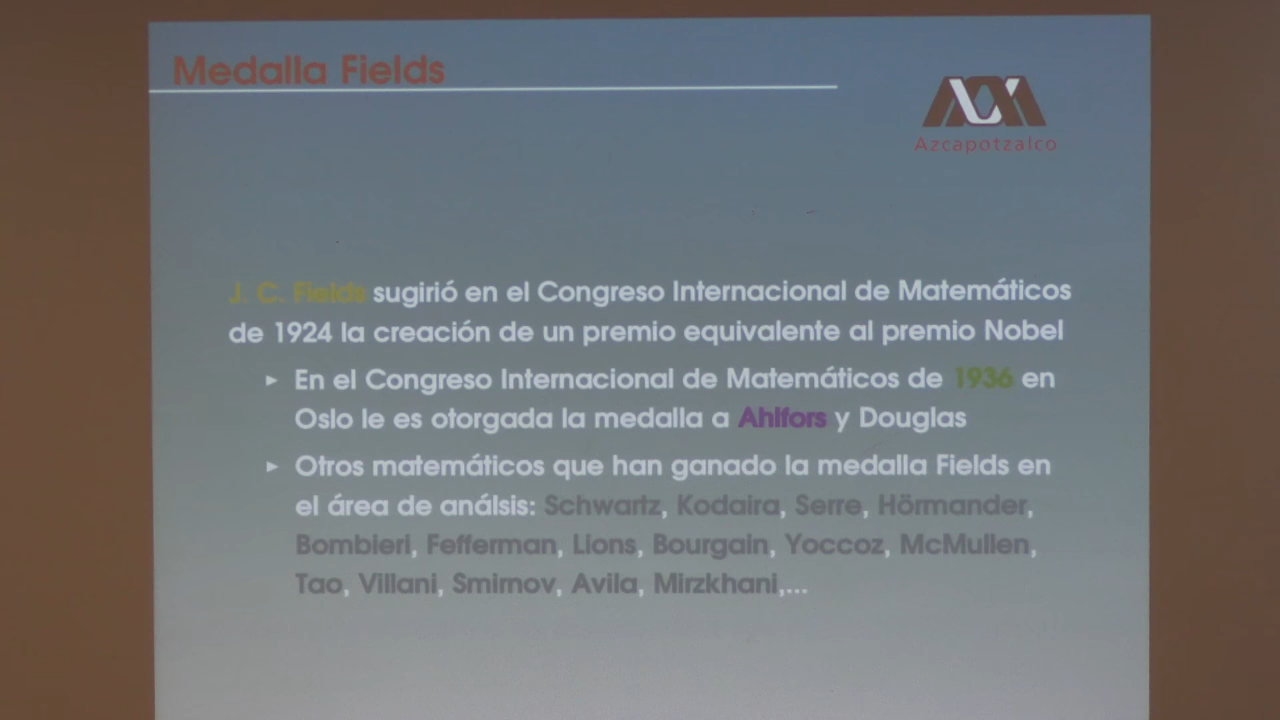 Medalla Fields
Azcapotzalco
J. C. Fields sugirió en el Congreso Internacional de Matemáticos
de 1924 la creación de un premio equivalente al premio Nobel
▸ En el Congreso Internacional de Matemáticos de 1936 en
Oslo le es otorgada la medalla a Ahlfors y Douglas
▸ Otros matemáticos que han ganado la medalla Fields en
el área de análsis: Schwartz, Kodaira, Serre, Hörmander,
Bombieri, Fefferman, Lions, Bourgain, Yoccoz, McMullen,
Tao, Villani, Smirnov, Avila, Mirzkhani,...